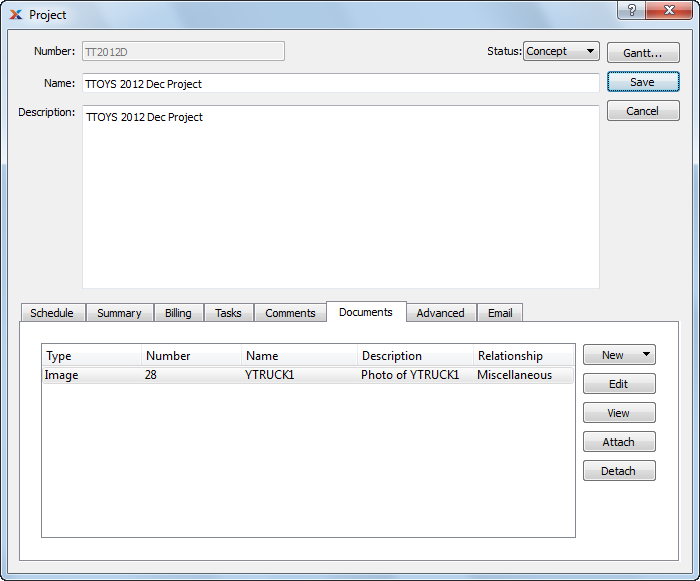 Project
?
Number: TT2012D Status: Concept Gantt...
Name: TTOYS 2012 Dec Project Save
Description: TTOYS 2012 Dec Project Cancel
Schedule Summary Billing Tasks Comments Documents Advanced Email
Type Number Name Description Relationship New
Image 28 YTRUCK1 Photo of YTRUCK1 Miscellaneous
Edit
View
Attach
Detach